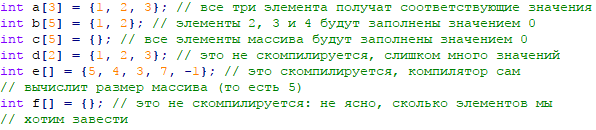 int a[3] = {1, 2, 3}; // все три элемента получат соответствующие значения
int b[5] = {1, 2}; // элементы 2, 3 и 4 будут заполнены значением 0
int c[5] = {}; // все элементы массива будут заполнены значением 0
int d[2] = {1, 2, 3}; // это не скомпилируется, слишком много значений
int e[] = {5, 4, 3, 7, -1}; // это скомпилируется, компилятор сам
// вычислит размер массива (то есть 5)
int f[] = {}; // это не скомпилируется: не ясно, сколько элементов мы
// хотим завести